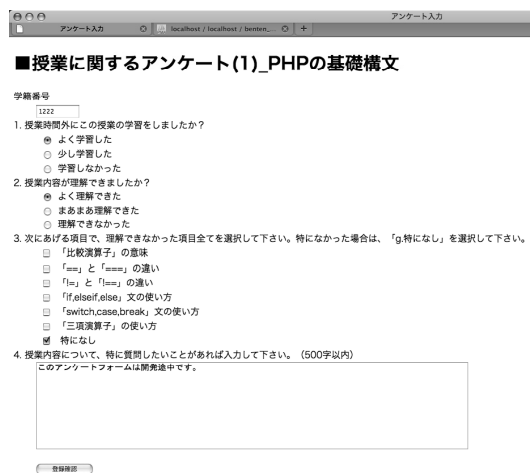 アンケート入力
アンケート入力
localhost / localhost / benten_...
■授業に関するアンケート(1)_PHPの基礎構文
学籍番号
1222
1. 授業時間外にこの授業の学習をしましたか？
よく学習した
少し学習した
学習しなかった
2. 授業内容が理解できましたか？
よく理解できた
まあまあ理解できた
理解できなかった
3. 次にあげる項目で、理解できなかった項目全てを選択して下さい。特になかった場合は、「g.特になし」を選択して下さい。
「比較演算子」の意味
「==」と「===」の違い
「!=」と「!==」の違い
「if,elseif,else」文の使い方
「switch,case,break」文の使い方
「三項演算子」の使い方
特になし
4. 授業内容について、特に質問したいことがあれば入力して下さい。（500字以内）
このアンケートフォームは開発途中です。
登録確認